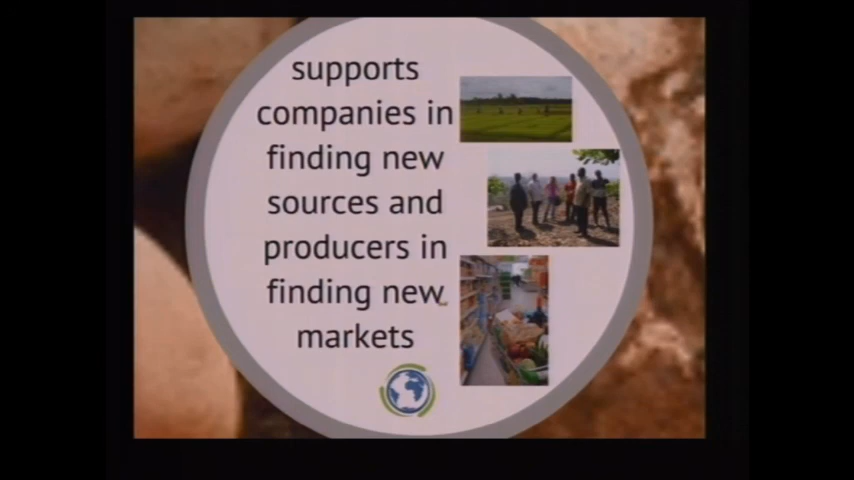 supports
companies in
finding new
sources and
producers in
finding new
markets